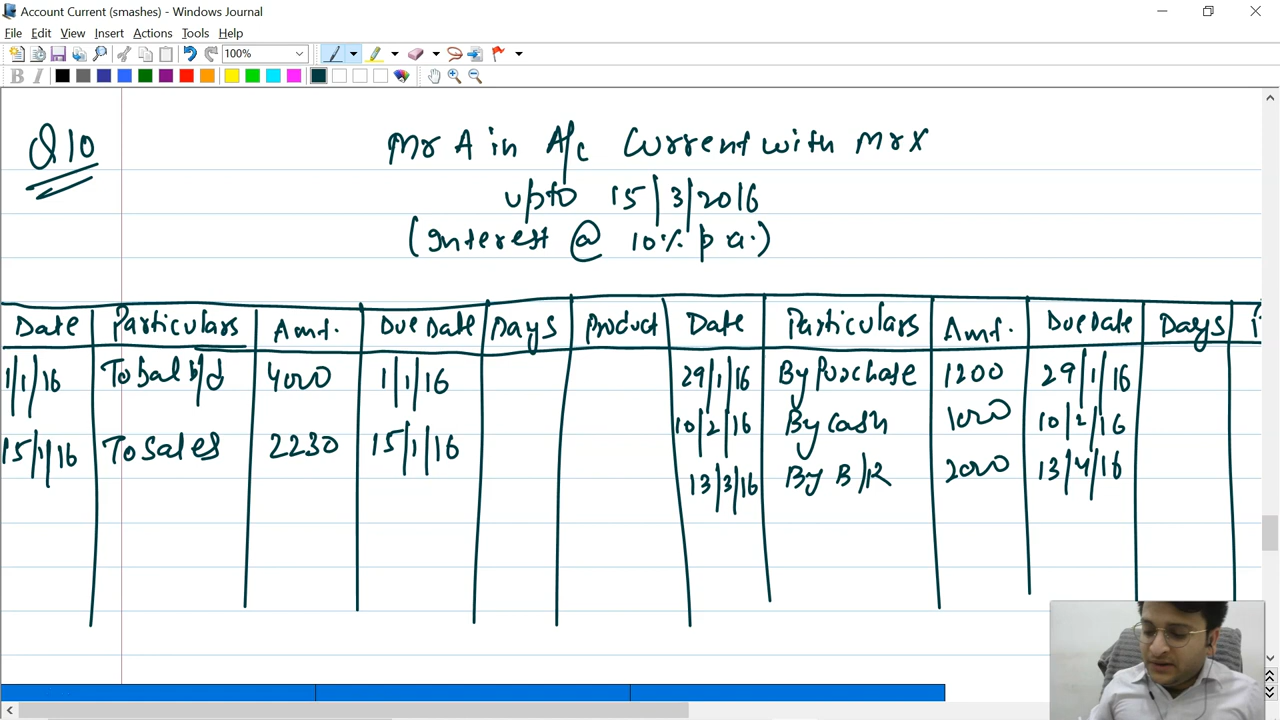 Account Current (smashes) - Windows Journal
File Edit View Insert Actions Tools Help
100%
B I
Q10
Mr A in A/c Current with Mr X
upto 15/3/2016
(Interest @ 10% p.a.)
Date Particulars Amt. Due Date Days Product Date Particulars Amt. Due Date Days
1/1/16 To bal b/d 4000 1/1/16 29/1/16 By Purchase 1200 29/1/16
15/1/16 To Sales 2230 15/1/16 10/2/16 By Cash 1000 10/2/16
13/3/16 By B/R 2000 13/4/16